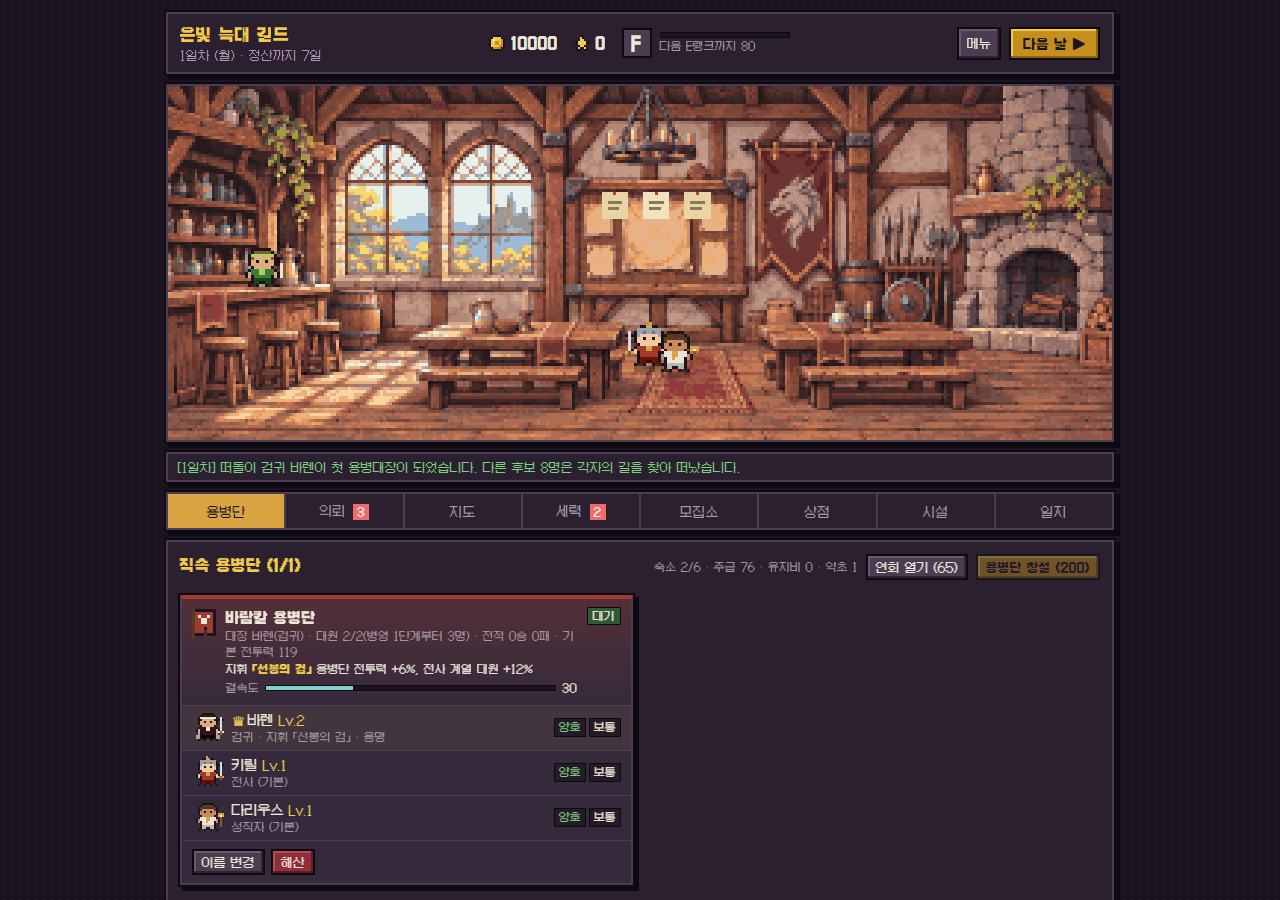 은빛 늑대 길드
1일차 (월) · 정산까지 7일
10000
0
F
다음 E랭크까지 80
메뉴
다음 날 ▶
[1일차] 떠돌이 검귀 바렌이 첫 용병대장이 되었습니다. 다른 후보 8명은 각자의 길을 찾아 떠났습니다.
용병단
의뢰 3
지도
세력 2
모집소
상점
시설
일지
직속 용병단 (1/1)
숙소 2/6 · 주급 76 · 유지비 0 · 약초 1
연회 열기 (65)
용병단 창설 (200)
바람칼 용병단
대기
대장 바렌(검귀) · 대원 2/2(병영 1단계부터 3명) · 전적 0승 0패 · 기
본 전투력 119
지휘 「선봉의 검」 용병단 전투력 +6%, 전사 계열 대원 +12%
결속도 30
바렌 Lv.2
검귀 · 지휘 「선봉의 검」 · 용맹
양호 보통
키릴 Lv.1
전사 (기본)
양호 보통
다리우스 Lv.1
성직자 (기본)
양호 보통
이름 변경
해산